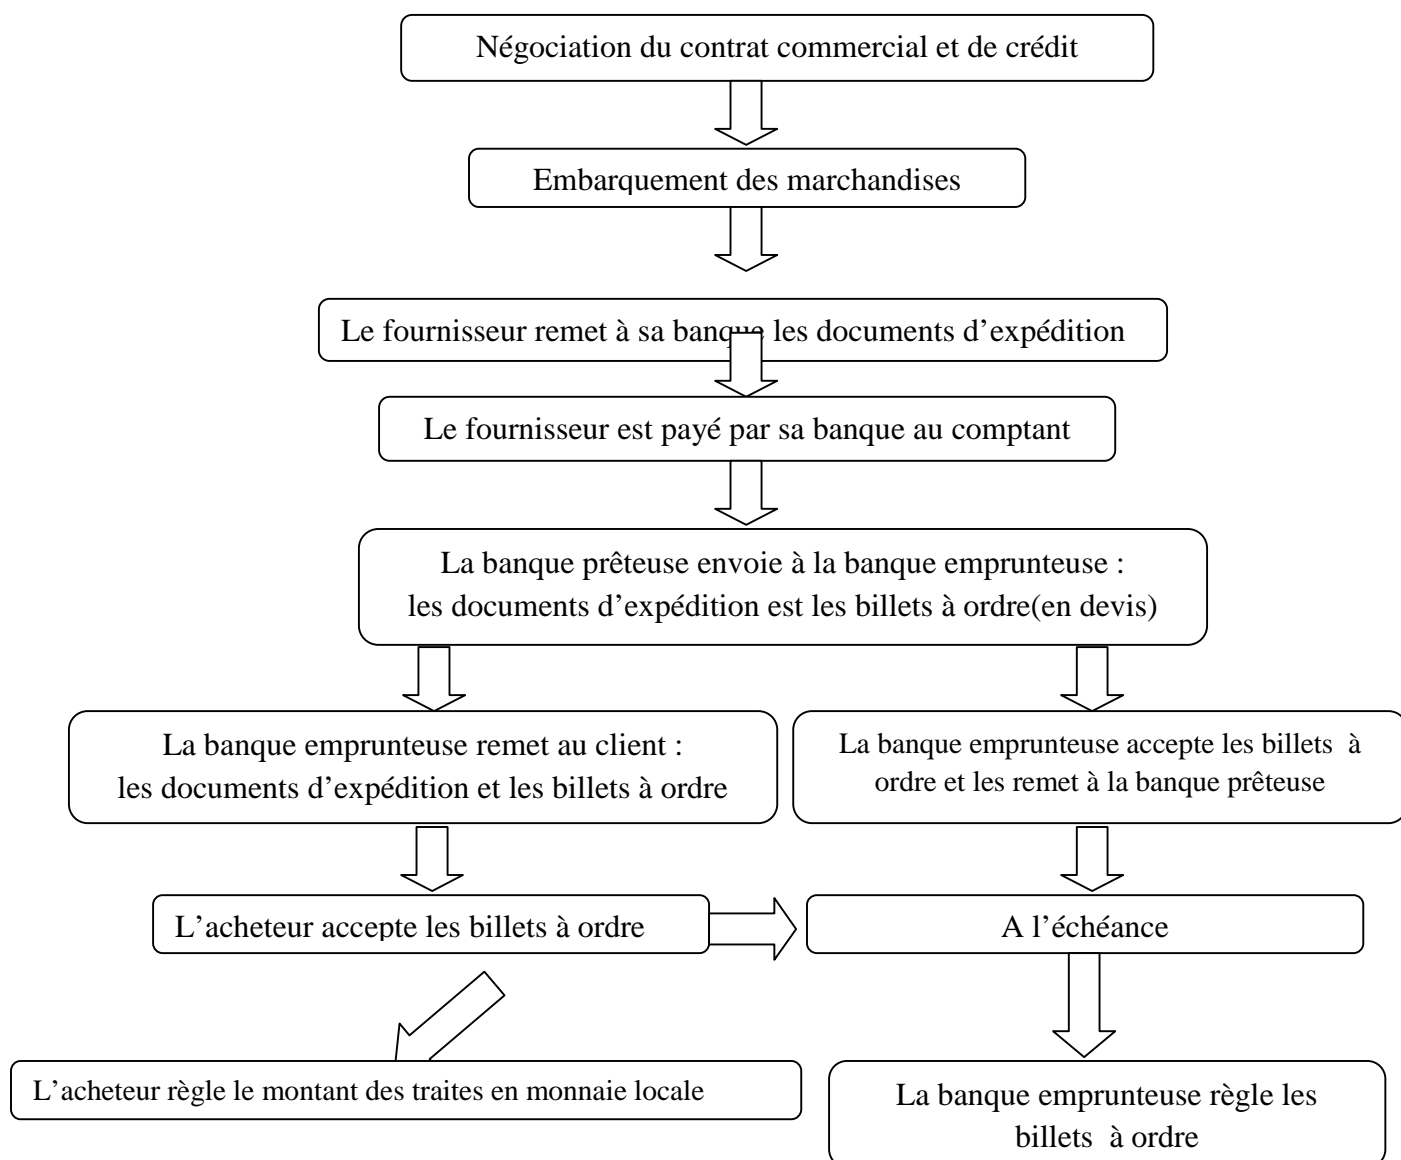 Négociation du contrat commercial et de crédit
Embarquement des marchandises
Le fournisseur remet à sa banque les documents d’expédition
Le fournisseur est payé par sa banque au comptant
La banque prêteuse envoie à la banque emprunteuse :
les documents d’expédition est les billets à ordre(en devis)
La banque emprunteuse remet au client :
les documents d’expédition et les billets à ordre
La banque emprunteuse accepte les billets à
ordre et les remet à la banque prêteuse
L’acheteur accepte les billets à ordre
A l’échéance
L’acheteur règle le montant des traites en monnaie locale
La banque emprunteuse règle les
billets à ordre